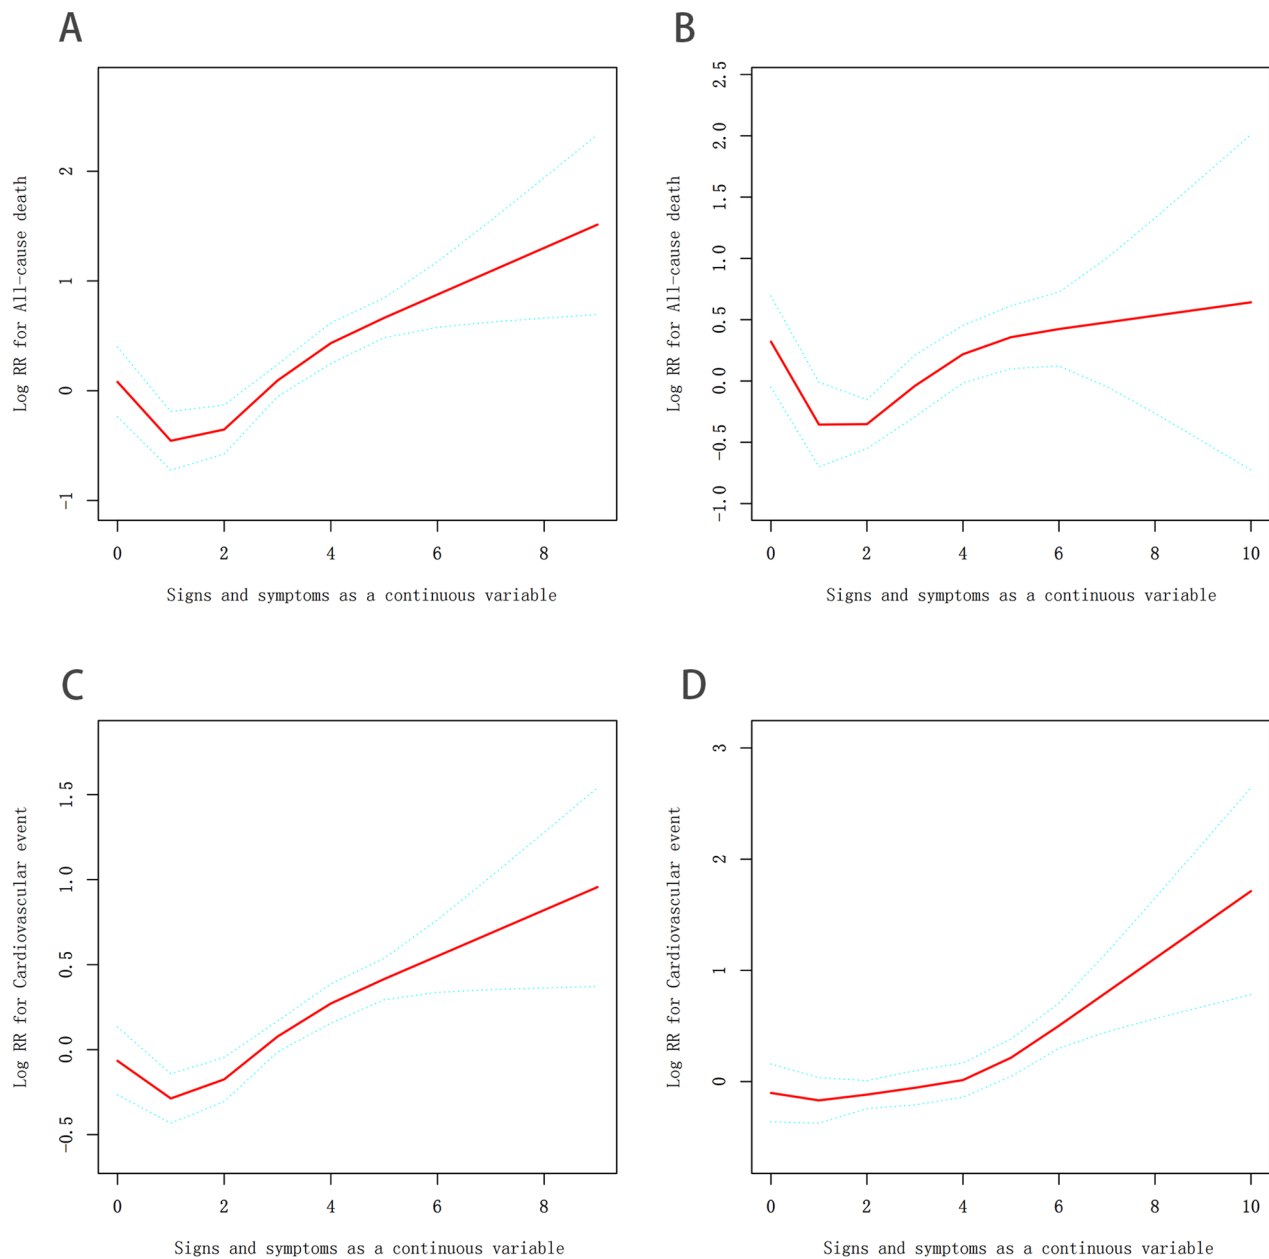 A
Log RR for All-cause death
2
1
0
-1
0 2 4 6 8
Signs and symptoms as a continuous variable
B
Log RR for All-cause death
2.5
2.0
1.5
1.0
0.5
0.0
-0.5
-1.0
0 2 4 6 8 10
Signs and symptoms as a continuous variable
C
Log RR for Cardiovascular event
1.5
1.0
0.5
0.0
-0.5
0 2 4 6 8
Signs and symptoms as a continuous variable
D
Log RR for Cardiovascular event
3
2
1
0
0 2 4 6 8 10
Signs and symptoms as a continuous variable